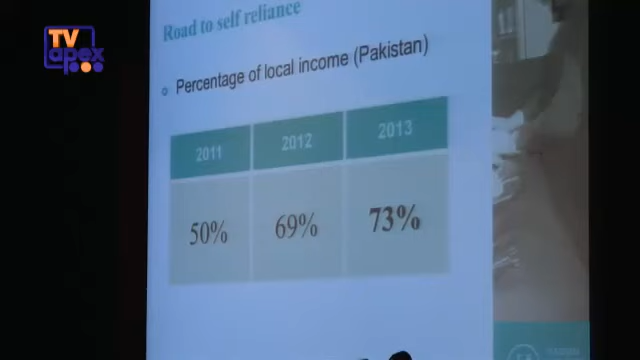 TV
apex
Road to self reliance
Percentage of local income (Pakistan)
2011 2012 2013
50% 69% 73%